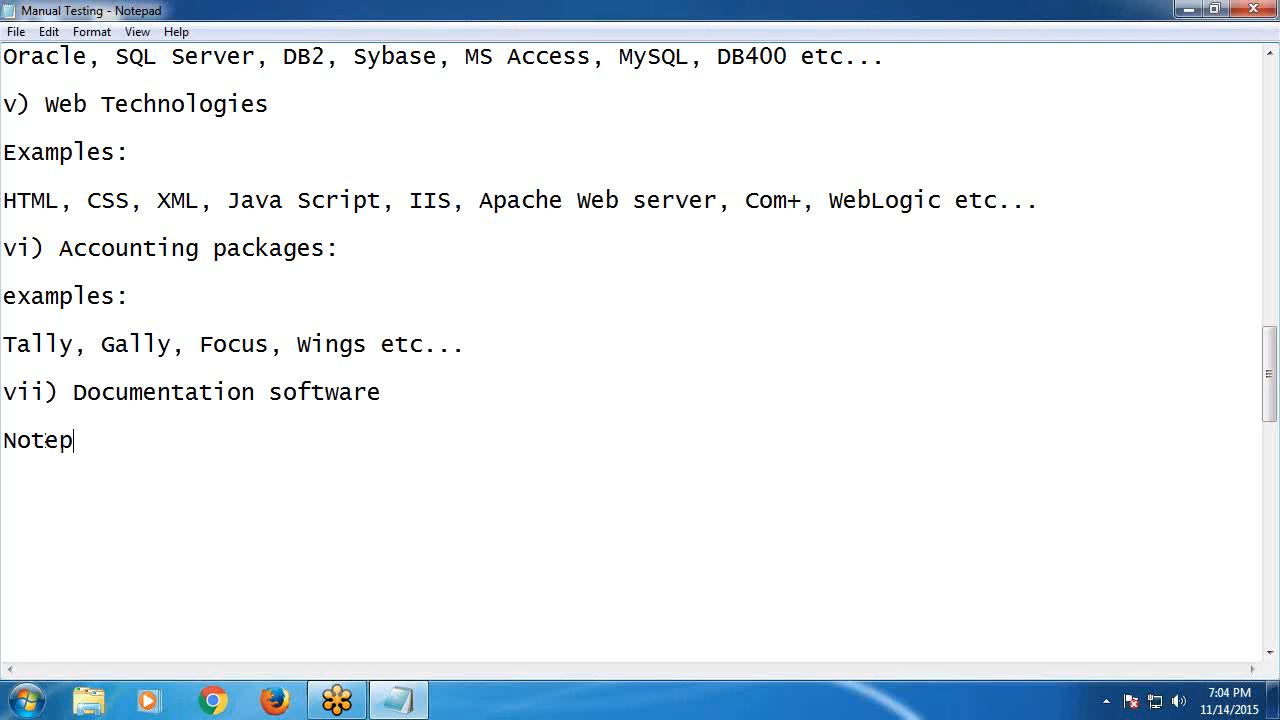 Manual Testing - Notepad
File Edit Format View Help
Oracle, SQL Server, DB2, Sybase, MS Access, MySQL, DB400 etc...
v) Web Technologies
Examples:
HTML, CSS, XML, Java Script, IIS, Apache Web server, Com+, WebLogic etc...
vi) Accounting packages:
examples:
Tally, Gally, Focus, Wings etc...
vii) Documentation software
Notep
7:04 PM
11/14/2015